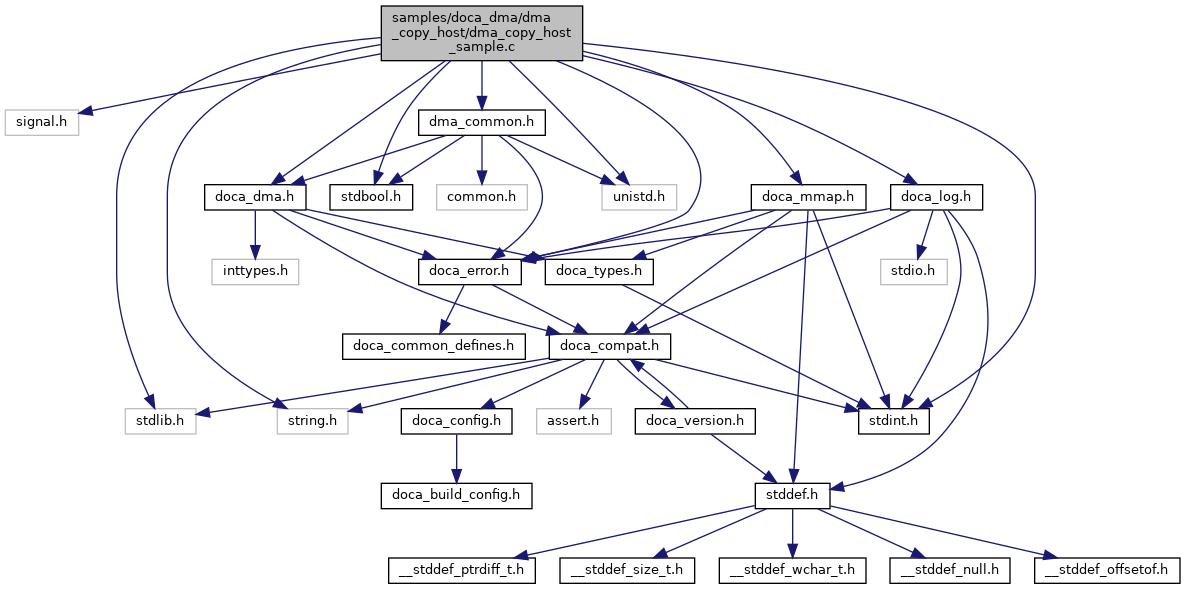 samples/doca_dma/dma
_copy_host/dma_copy_host
_sample.c
signal.h
dma_common.h
doca_dma.h
stdbool.h
common.h
unistd.h
doca_mmap.h
doca_log.h
inttypes.h
doca_error.h
doca_types.h
stdio.h
doca_common_defines.h
doca_compat.h
stdlib.h
string.h
doca_config.h
assert.h
doca_version.h
stdint.h
doca_build_config.h
stddef.h
__stddef_ptrdiff_t.h
__stddef_size_t.h
__stddef_wchar_t.h
__stddef_null.h
__stddef_offsetof.h